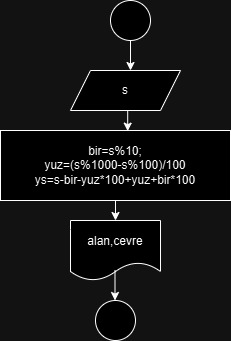 s
bir=s%10;
yuz=(s%1000-s%100)/100
ys=s-bir-yuz*100+yuz+bir*100
alan,cevre